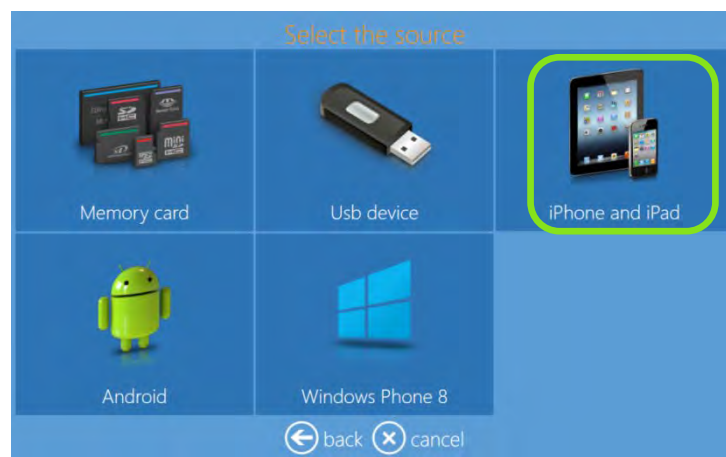 Select the source
Memory card
Usb device
iPhone and iPad
Android
Windows Phone 8
back
cancel